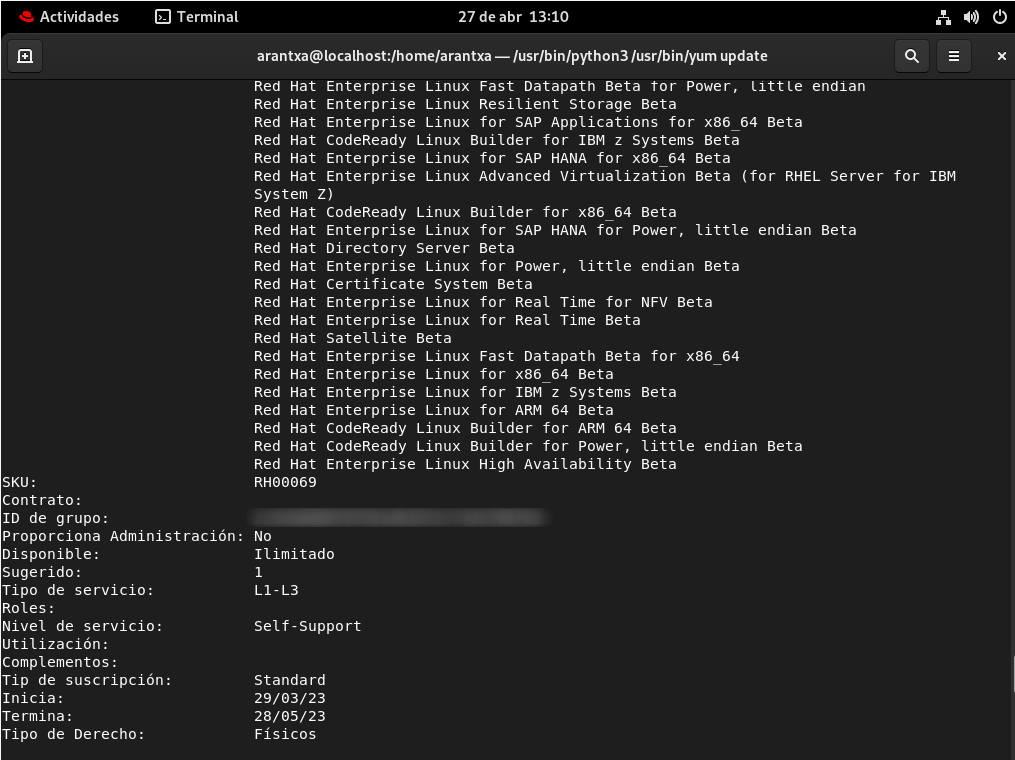 Actividades Terminal 27 de abr 13:10
arantxa@localhost:/home/arantxa — /usr/bin/python3 /usr/bin/yum update
Red Hat Enterprise Linux Fast Datapath Beta for Power, little endian
Red Hat Enterprise Linux Resilient Storage Beta
Red Hat Enterprise Linux for SAP Applications for x86_64 Beta
Red Hat CodeReady Linux Builder for IBM z Systems Beta
Red Hat Enterprise Linux for SAP HANA for x86_64 Beta
Red Hat Enterprise Linux Advanced Virtualization Beta (for RHEL Server for IBM
System Z)
Red Hat CodeReady Linux Builder for x86_64 Beta
Red Hat Enterprise Linux for SAP HANA for Power, little endian Beta
Red Hat Directory Server Beta
Red Hat Enterprise Linux for Power, little endian Beta
Red Hat Certificate System Beta
Red Hat Enterprise Linux for Real Time for NFV Beta
Red Hat Enterprise Linux for Real Time Beta
Red Hat Satellite Beta
Red Hat Enterprise Linux Fast Datapath Beta for x86_64
Red Hat Enterprise Linux for x86_64 Beta
Red Hat Enterprise Linux for IBM z Systems Beta
Red Hat Enterprise Linux for ARM 64 Beta
Red Hat CodeReady Linux Builder for ARM 64 Beta
Red Hat CodeReady Linux Builder for Power, little endian Beta
Red Hat Enterprise Linux High Availability Beta
SKU: RH00069
Contrato:
ID de grupo:
Proporciona Administración: No
Disponible: Ilimitado
Sugerido: 1
Tipo de servicio: L1-L3
Roles:
Nivel de servicio: Self-Support
Utilización:
Complementos:
Tip de suscripción: Standard
Inicia: 29/03/23
Termina: 28/05/23
Tipo de Derecho: Físicos